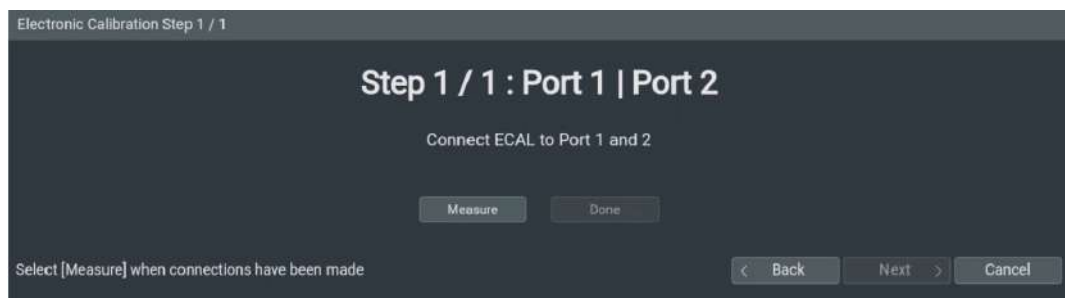 Electronic Calibration Step 1 / 1
Step 1 / 1 : Port 1 | Port 2
Connect ECAL to Port 1 and 2
Measure
Done
Select [Measure] when connections have been made
< Back
Next >
Cancel